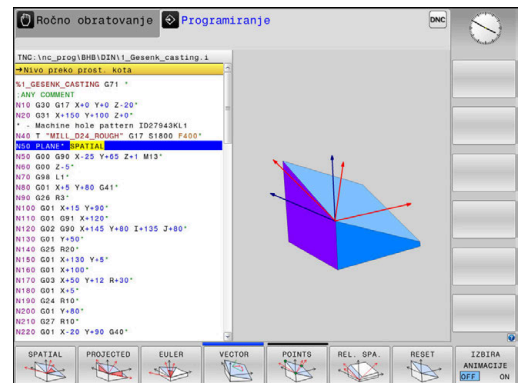 Ročno obratovanje
Programiranje
DNC
TNC:\nc_prog\BHB\DIN\1_Gesenk_casting.i
→Nivo preko prost. kota
%1_GESENK_CASTING G71 *
;ANY COMMENT
N10 G30 G17 X+0 Y+0 Z-20*
N20 G31 X+150 Y+100 Z+0*
* - Machine hole pattern ID27943KL1
N40 T "MILL_D24_ROUGH" G17 S1800 F400*
N50 PLANE* SPATIAL
N50 G00 G90 X-25 Y+65 Z+1 M13*
N60 G00 Z-5*
N70 G98 L1*
N80 G01 X+5 Y+80 G41*
N90 G26 R3*
N100 G01 X+15 Y+90*
N110 G01 G91 X+120*
N120 G02 G90 X+145 Y+80 I+135 J+80*
N130 G01 Y+50*
N140 G25 R20*
N150 G01 X+130 Y+5*
N160 G01 X+100*
N170 G03 X+50 Y+12 R+30*
N180 G01 X+5*
N190 G24 R10*
N200 G01 Y+80*
N210 G27 R10*
N220 G01 X-20 Y+90 G40*
SPATIAL
PROJECTED
EULER
VECTOR
POINTS
REL. SPA.
RESET
IZBIRA
ANIMACIJE
OFF ON